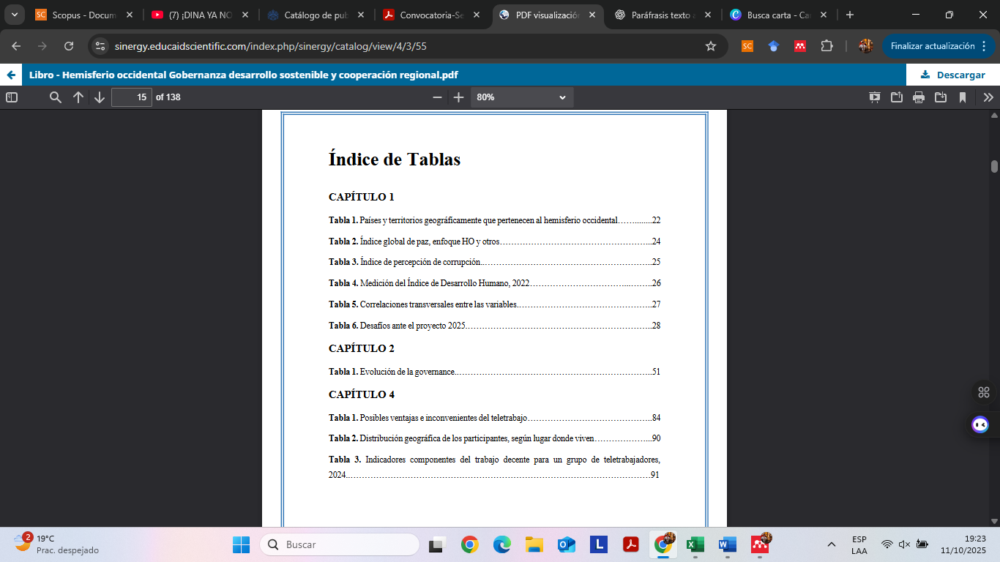 Scopus - Docum
(7) ¡DINA YA NO
Catálogo de pub
Convocatoria-Se
PDF visualización
Paráfrasis texto a
Busca carta - Ca
sinergy.educaidscientific.com/index.php/sinergy/catalog/view/4/3/55
SC
Finalizar actualización
Libro - Hemisferio occidental Gobernanza desarrollo sostenible y cooperación regional.pdf
Descargar
15 of 138
80%
Índice de Tablas
CAPÍTULO 1
Tabla 1. Países y territorios geográficamente que pertenecen al hemisferio occidental……........22
Tabla 2. Índice global de paz, enfoque HO y otros……………………………………………..24
Tabla 3. Índice de percepción de corrupción…………………………………………………..25
Tabla 4. Medición del Índice de Desarrollo Humano, 2022……………………………...……..26
Tabla 5. Correlaciones transversales entre las variables………………………………………..27
Tabla 6. Desafíos ante el proyecto 2025………………………………………………………..28
CAPÍTULO 2
Tabla 1. Evolución de la governance…………………………………………………………..51
CAPÍTULO 4
Tabla 1. Posibles ventajas e inconvenientes del teletrabajo……………………………………..84
Tabla 2. Distribución geográfica de los participantes, según lugar donde viven………………...90
Tabla 3. Indicadores componentes del trabajo decente para un grupo de teletrabajadores,
2024……………………………………………………………………………………………91
2
19°C
Prac. despejado
Buscar
L
ESP
LAA
19:23
11/10/2025